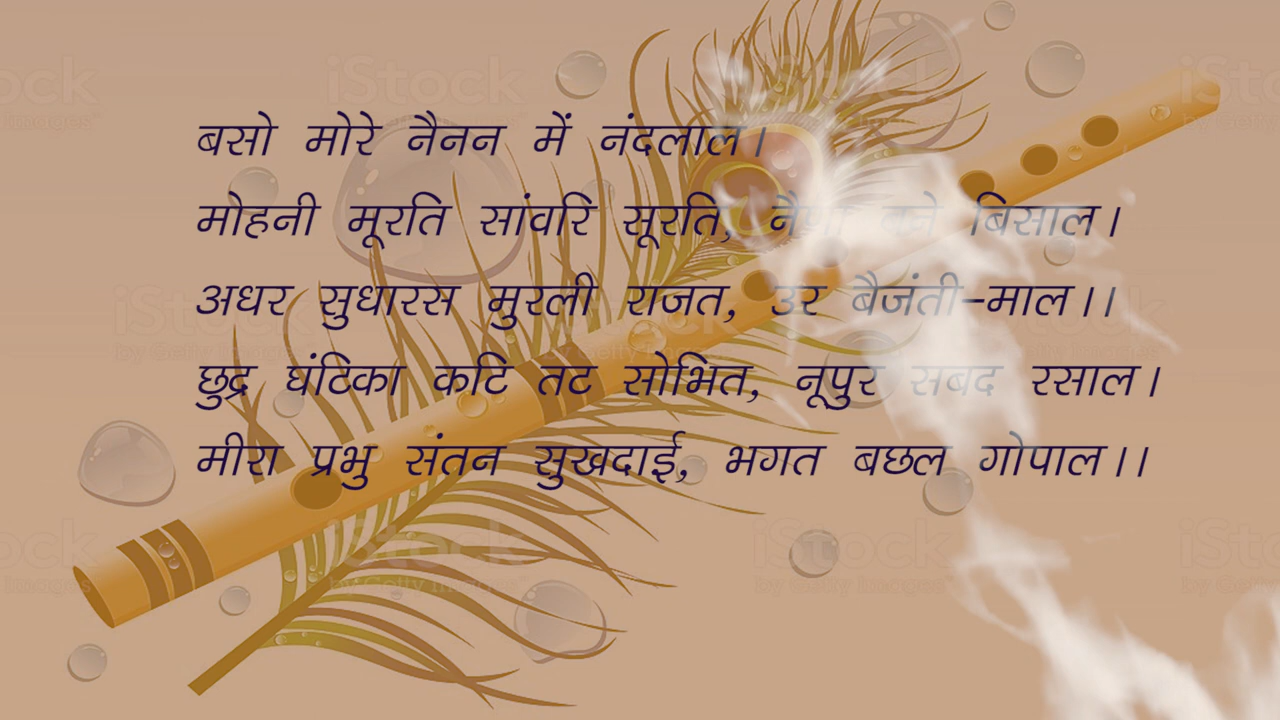 बसो मोरे नैनन में नंदलाल।
मोहनी मूरति सांवरि सूरति, नैणा बने बिसाल।
अधर सुधारस मुरली राजत, उर बैजंती-माल।।
छुद्र घंटिका कटि तट सोभित, नूपुर सबद रसाल।
मीरा प्रभु संतन सुखदाई, भगत बछल गोपाल।।